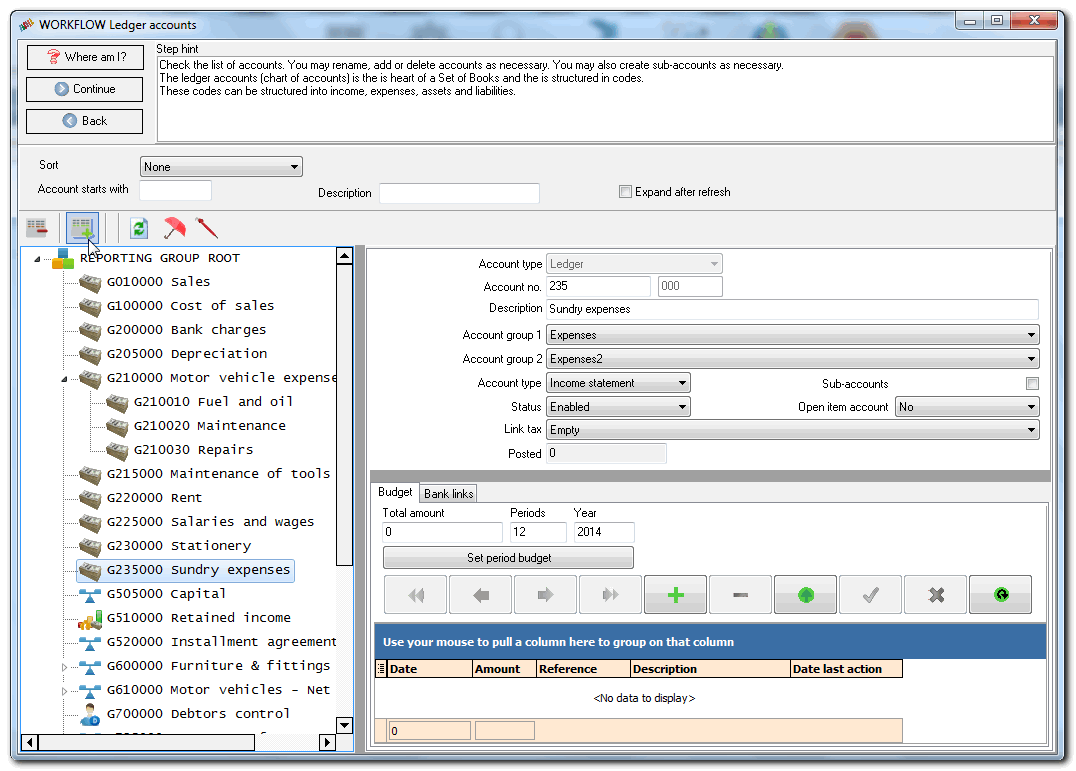 WORKFLOW Ledger accounts
Where am I?
Continue
Back
Step hint
Check the list of accounts. You may rename, add or delete accounts as necessary. You may also create sub-accounts as necessary.
The ledger accounts (chart of accounts) is the is heart of a Set of Books and the is structured in codes.
These codes can be structured into income, expenses, assets and liabilities.
Sort None
Account starts with
Description
Expand after refresh
REPORTING GROUP ROOT
G010000 Sales
G100000 Cost of sales
G200000 Bank charges
G205000 Depreciation
G210000 Motor vehicle expense
G210010 Fuel and oil
G210020 Maintenance
G210030 Repairs
G215000 Maintenance of tools
G220000 Rent
G225000 Salaries and wages
G230000 Stationery
G235000 Sundry expenses
G505000 Capital
G510000 Retained income
G520000 Installment agreement
G600000 Furniture & fittings
G610000 Motor vehicles - Net
G700000 Debtors control
Account type Ledger
Account no. 235 000
Description Sundry expenses
Account group 1 Expenses
Account group 2 Expenses2
Account type Income statement Sub-accounts
Status Enabled Open item account No
Link tax Empty
Posted 0
Budget Bank links
Total amount Periods Year
0 12 2014
Set period budget
Use your mouse to pull a column here to group on that column
Date Amount Reference Description Date last action
<No data to display>
0